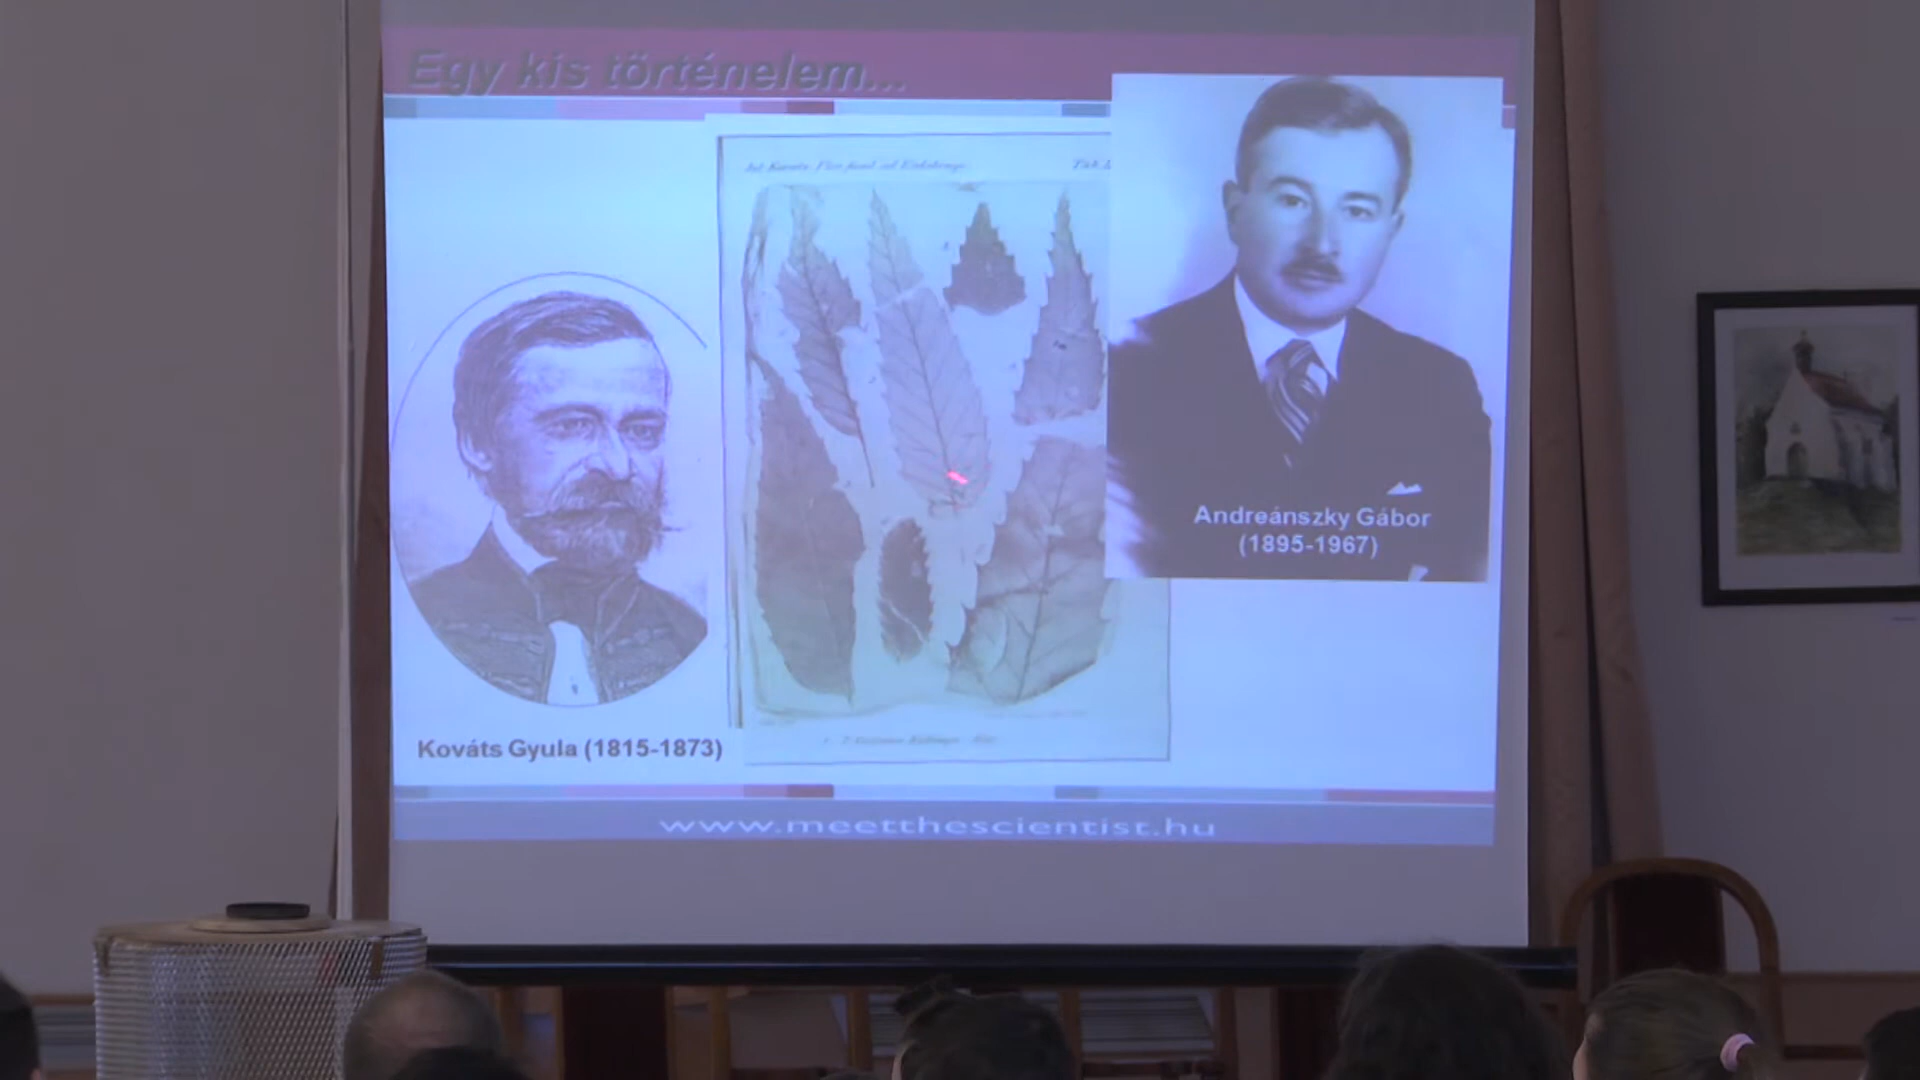 Egy kis történelem...
Andreánszky Gábor
(1895-1967)
Kováts Gyula (1815-1873)
www.meetthescientist.hu